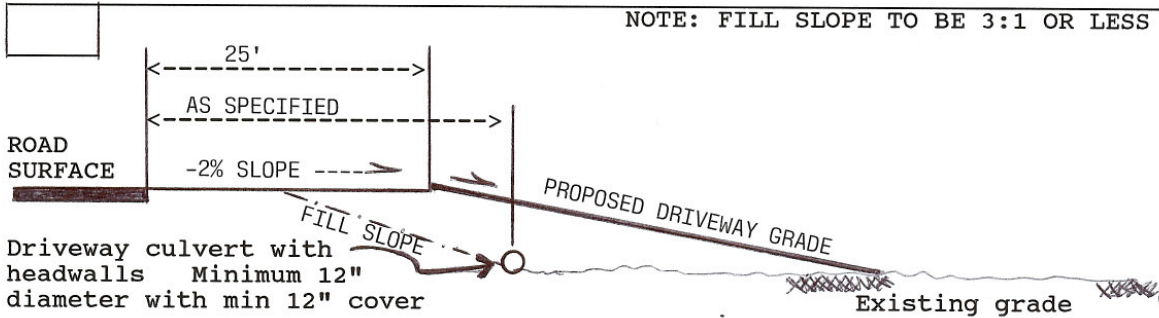 NOTE: FILL SLOPE TO BE 3:1 OR LESS
25'
AS SPECIFIED
ROAD
SURFACE
-2% SLOPE
PROPOSED DRIVEWAY GRADE
FILL SLOPE
Driveway culvert with
headwalls Minimum 12"
diameter with min 12" cover
Existing grade